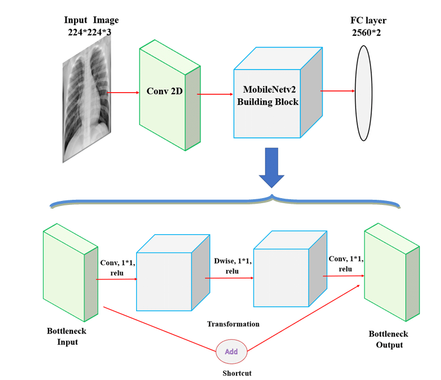 Input Image
224*224*3
FC layer
2560*2
Conv 2D
MobileNetv2
Building Block
Conv, 1*1,
relu
Dwise, 1*1,
relu
Conv, 1*1,
relu
Bottleneck
Input
Transformation
Bottleneck
Output
Add
Shortcut